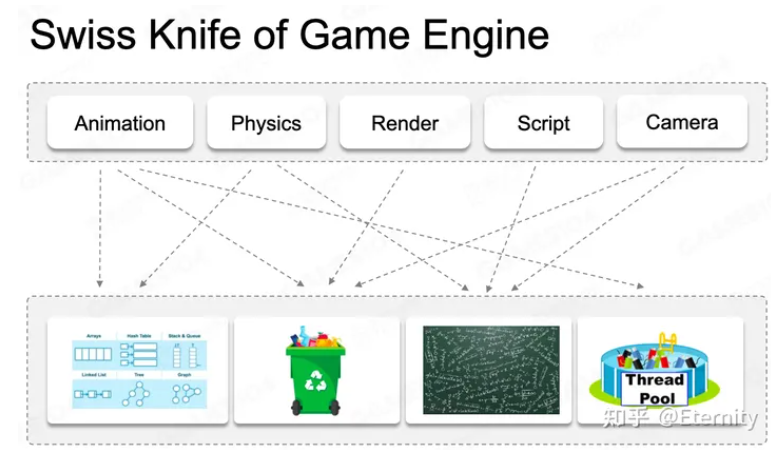 Swiss Knife of Game Engine
Animation
Physics
Render
Script
Camera
Arrays
Hash Table
Stack & Queue
Linked List
Tree
Graph
Thread
Pool
知乎 @Eternity